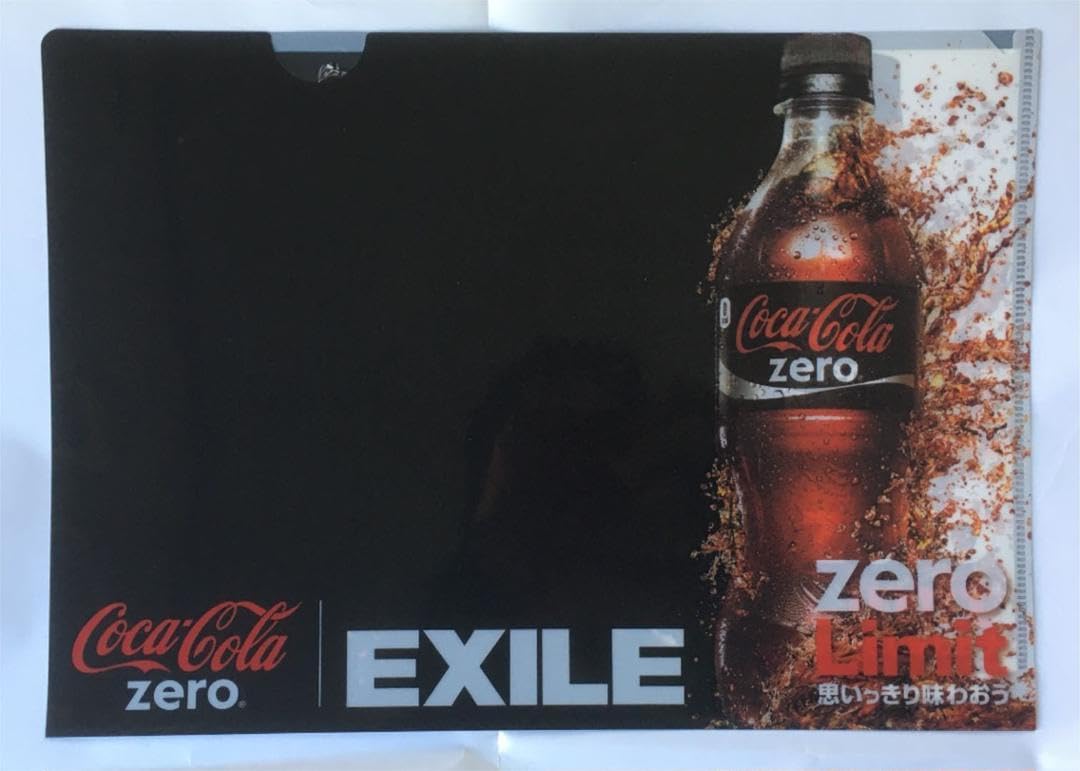 Coca-Cola
zero
Coca-Cola
zero®
EXILE
zero
Limit
思いっきり味わおう